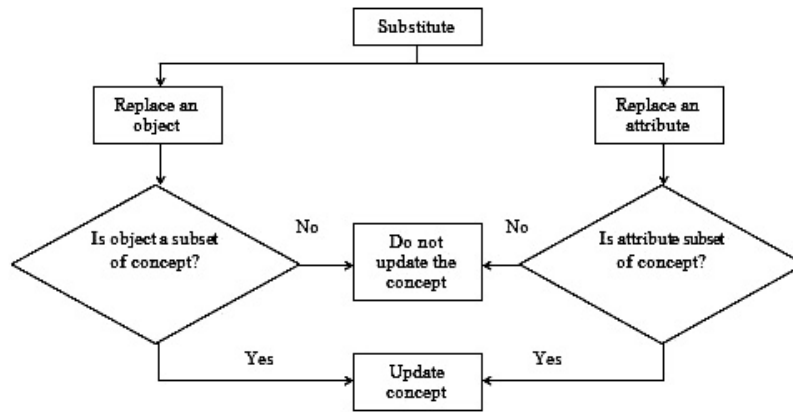 Substitute
Replace an
object
Replace an
attribute
Is object a subset
of concept?
No
Do not
update the
concept
No
Is attribute subset
of concept?
Yes
Update
concept
Yes